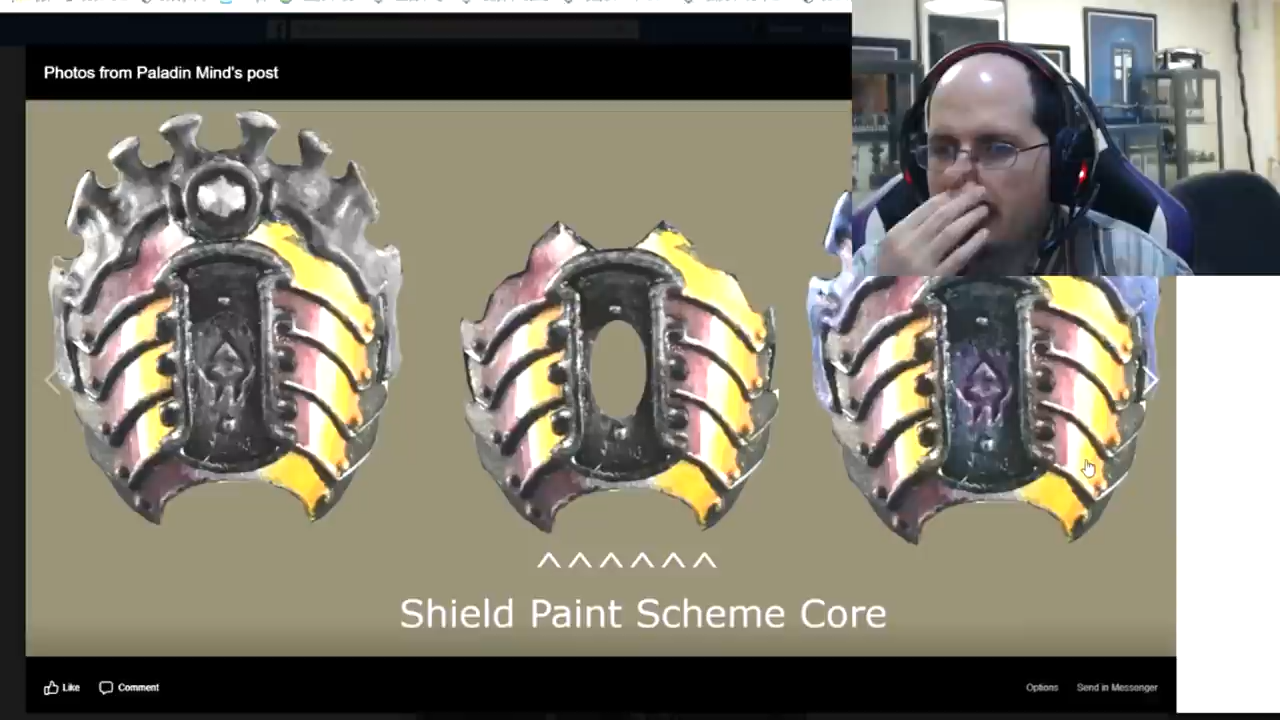 Photos from Paladin Mind's post
^ ^ ^ ^ ^ ^
Shield Paint Scheme Core
Like
Comment
Options
Send in Messenger